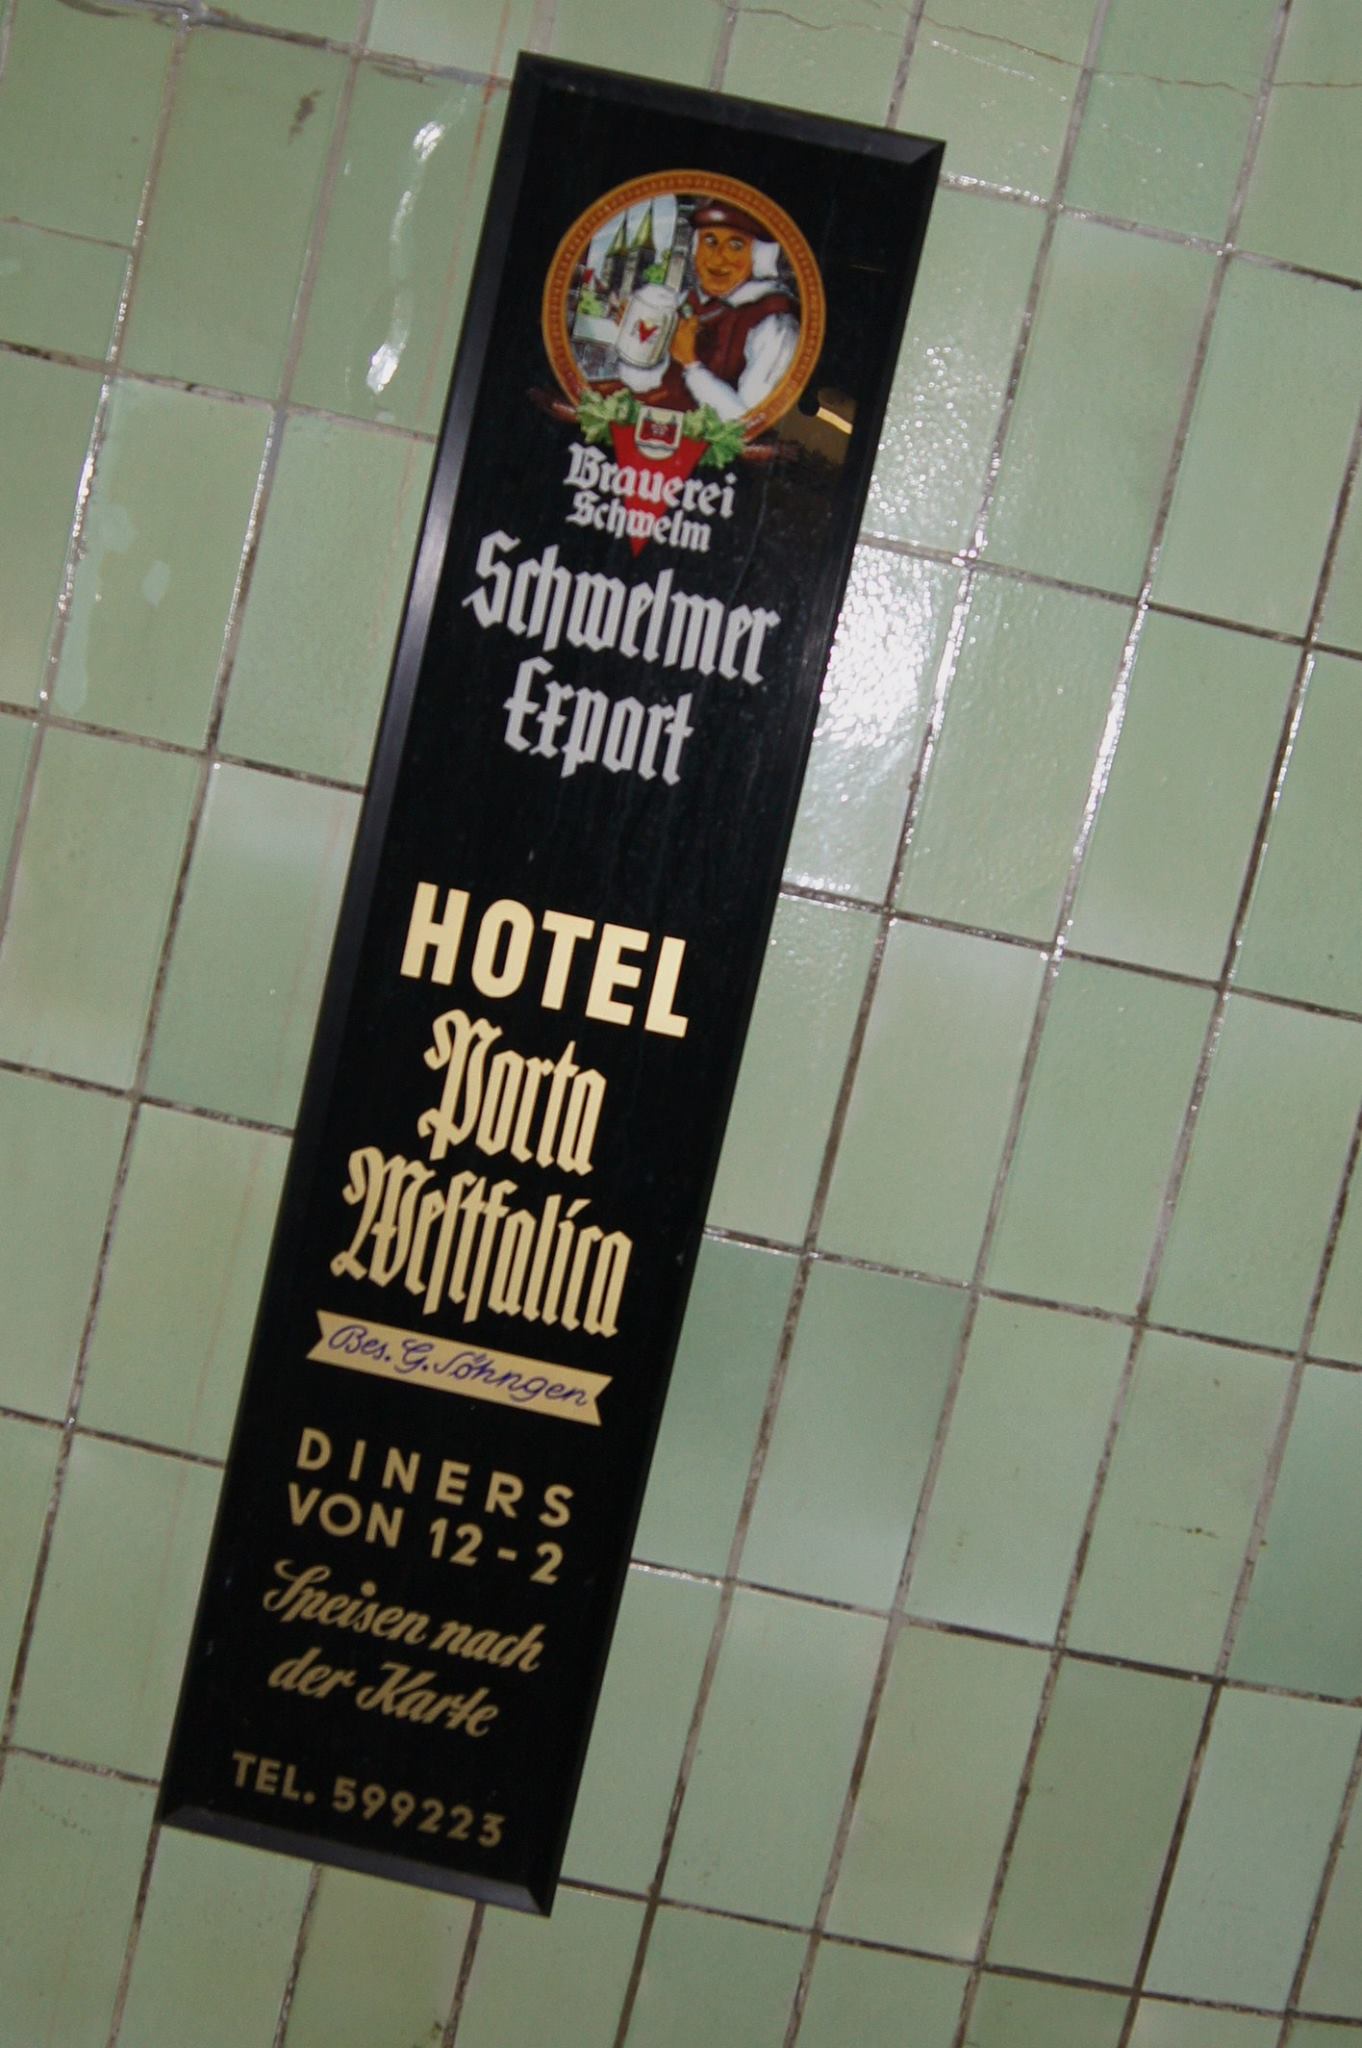 Brauerei
Schwelm
Schwelmer
Export
HOTEL
Porta
Westfalica
Bes. G. Söhngen
DINERS
VON 12-2
Speisen nach
der Karte
TEL. 599223